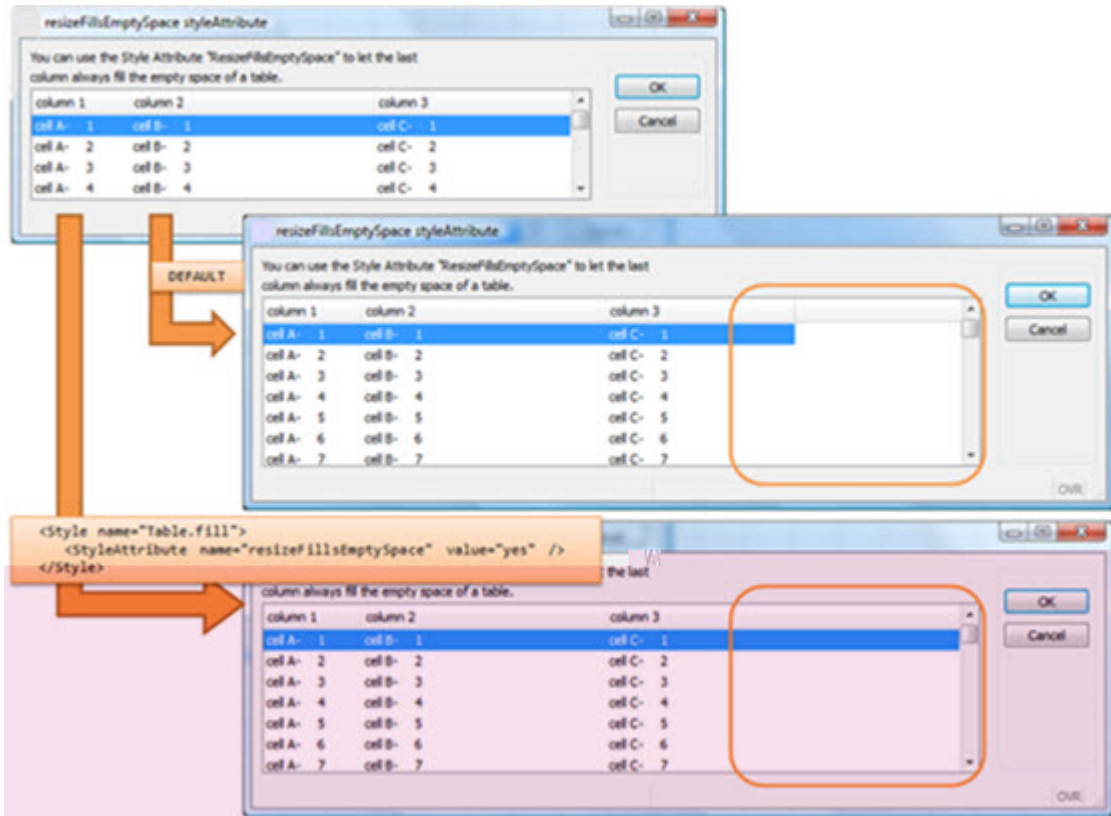 resizeFillsEmptySpace styleAttribute
You can use the Style Attribute "ResizeFillsEmptySpace" to let the last
column always fill the empty space of a table.
OK
Cancel
column 1 column 2 column 3
cell A- 1 cell B- 1 cell C- 1
cell A- 2 cell B- 2 cell C- 2
cell A- 3 cell B- 3 cell C- 3
cell A- 4 cell B- 4 cell C- 4
DEFAULT
resizeFillsEmptySpace styleAttribute
You can use the Style Attribute "ResizeFillsEmptySpace" to let the last
column always fill the empty space of a table.
OK
Cancel
column 1 column 2 column 3
cell A- 1 cell B- 1 cell C- 1
cell A- 2 cell B- 2 cell C- 2
cell A- 3 cell B- 3 cell C- 3
cell A- 4 cell B- 4 cell C- 4
cell A- 5 cell B- 5 cell C- 5
cell A- 6 cell B- 6 cell C- 6
cell A- 7 cell B- 7 cell C- 7
OVR
<Style name="Table.fill">
<StyleAttribute name="resizeFillsEmptySpace" value="yes" />
</Style>
the last
column always fill the empty space of a table.
OK
Cancel
column 1 column 2 column 3
cell A- 1 cell B- 1 cell C- 1
cell A- 2 cell B- 2 cell C- 2
cell A- 3 cell B- 3 cell C- 3
cell A- 4 cell B- 4 cell C- 4
cell A- 5 cell B- 5 cell C- 5
cell A- 6 cell B- 6 cell C- 6
cell A- 7 cell B- 7 cell C- 7
OVR